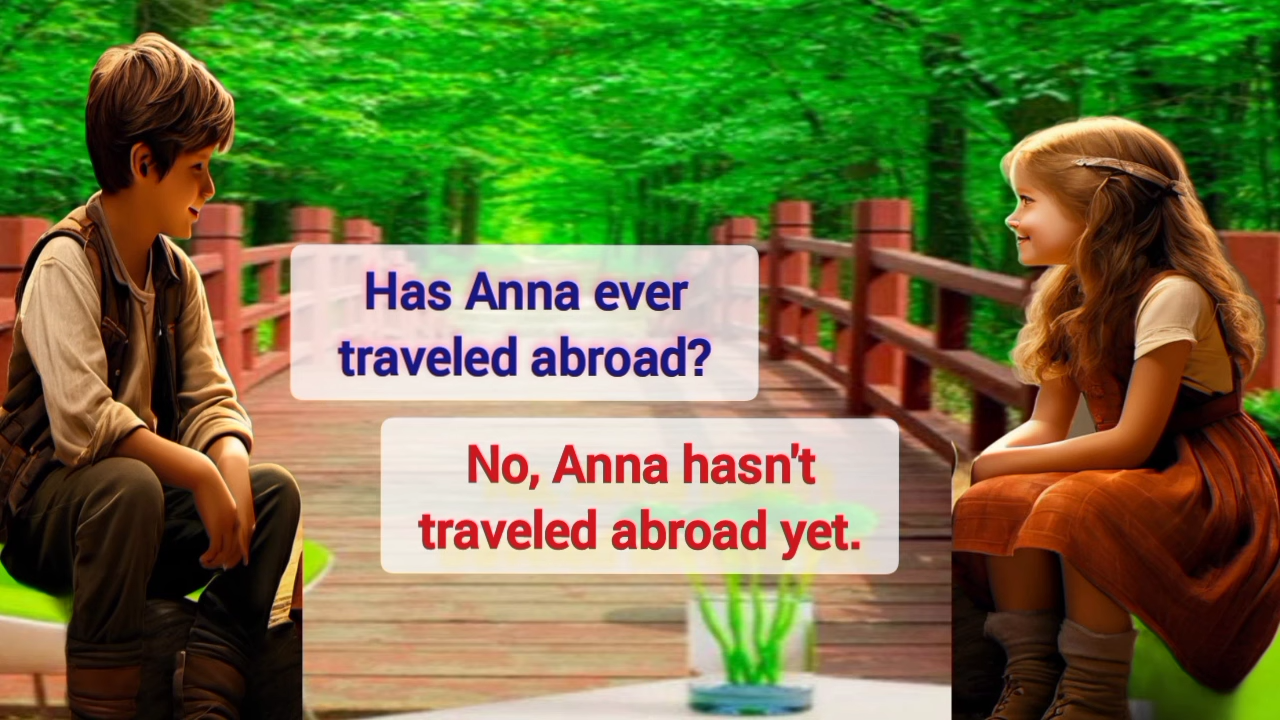 Has Anna ever
traveled abroad?
No, Anna hasn't
traveled abroad yet.